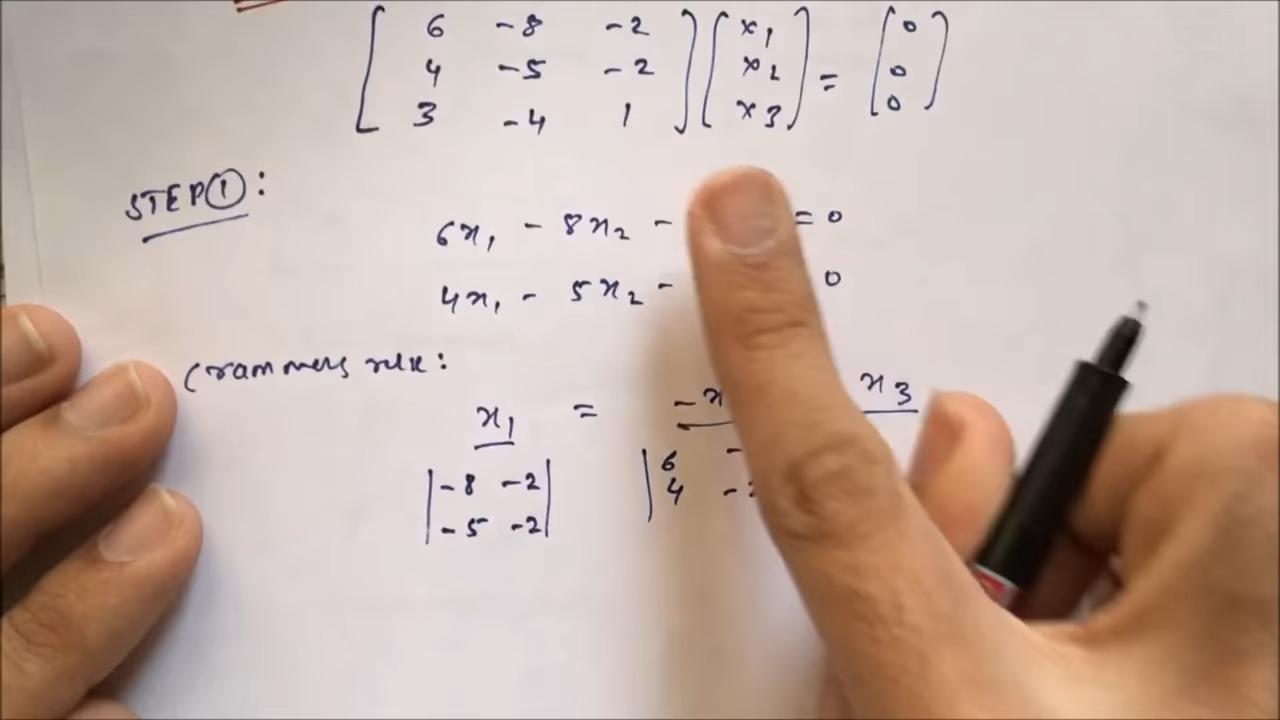 6 -8 -2 x1 0
4 -5 -2 x2 = 0
3 -4 1 x3 0
STEP 1 :
6x1 - 8x2 - = 0
4x1 - 5x2 - 0
Crammers rule :
x1 = -x x3
-8 -2 6 -
-5 -2 4 -